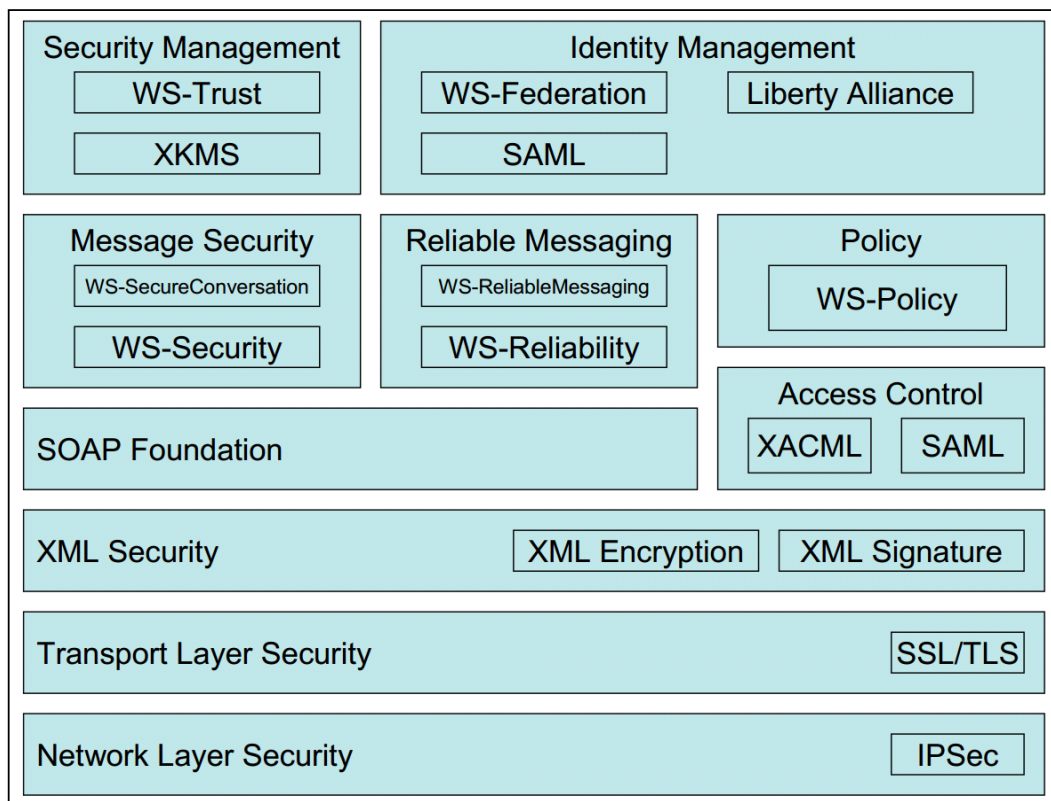 Security Management
WS-Trust
XKMS
Identity Management
WS-Federation
Liberty Alliance
SAML
Message Security
WS-SecureConversation
WS-Security
Reliable Messaging
WS-ReliableMessaging
WS-Reliability
Policy
WS-Policy
Access Control
XACML
SAML
SOAP Foundation
XML Security
XML Encryption
XML Signature
Transport Layer Security
SSL/TLS
Network Layer Security
IPSec